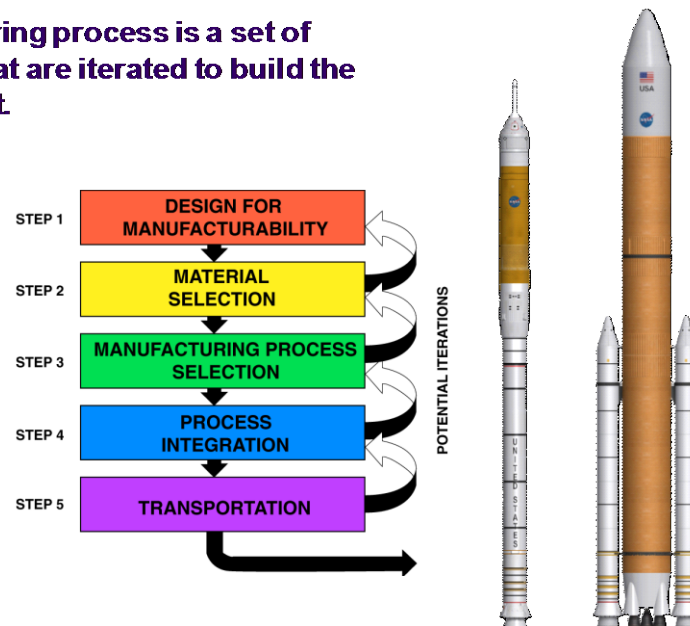 ring process is a set of
at are iterated to build the
t.
STEP 1
DESIGN FOR
MANUFACTURABILITY
STEP 2
MATERIAL
SELECTION
STEP 3
MANUFACTURING PROCESS
SELECTION
STEP 4
PROCESS
INTEGRATION
STEP 5
TRANSPORTATION
POTENTIAL ITERATIONS
UNITED STATES
USA
NASA